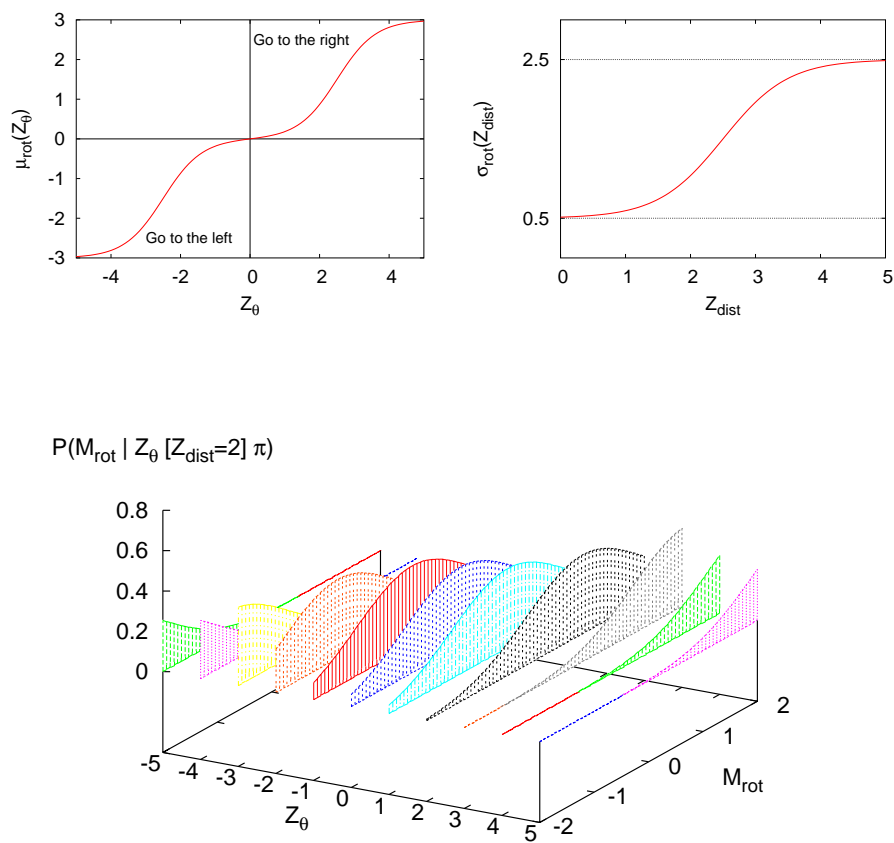 3
2
1
0
-1
-2
-3
-4 -2 0 2 4
μrot(Zθ)
Zθ
Go to the right
Go to the left
2.5
0.5
0 1 2 3 4 5
σrot(Zdist)
Zdist
P(Mrot | Zθ [Zdist=2] π)
0.8
0.6
0.4
0.2
0
-5 -4 -3 -2 -1 0 1 2 3 4 5
Zθ
-2 -1 0 1 2
Mrot